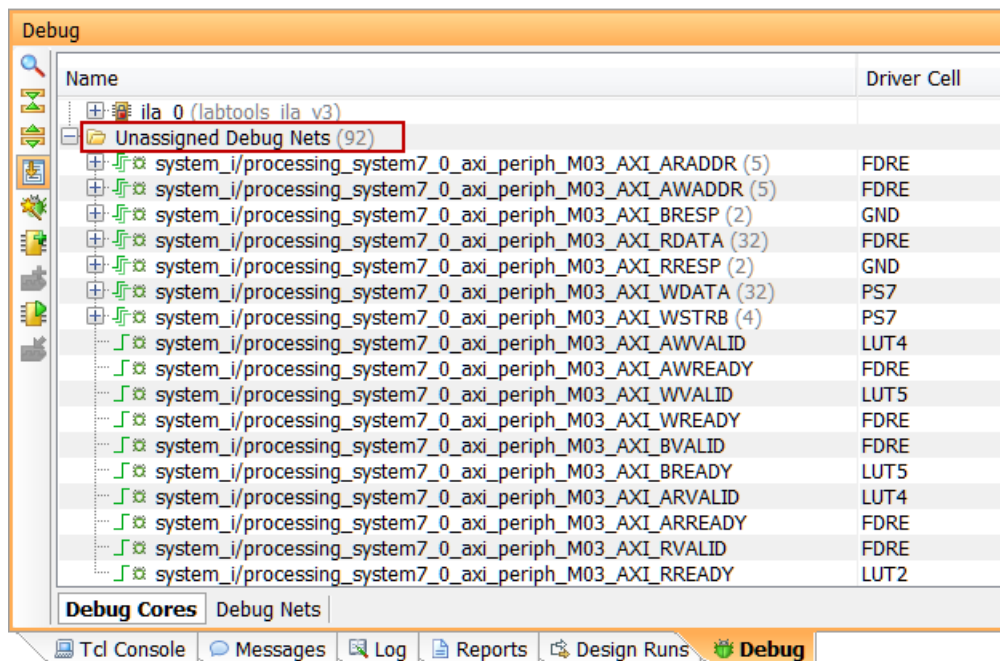 Debug
Name Driver Cell
ila_0 (labtools_ila_v3)
Unassigned Debug Nets (92)
system_i/processing_system7_0_axi_periph_M03_AXI_ARADDR (5) FDRE
system_i/processing_system7_0_axi_periph_M03_AXI_AWADDR (5) FDRE
system_i/processing_system7_0_axi_periph_M03_AXI_BRESP (2) GND
system_i/processing_system7_0_axi_periph_M03_AXI_RDATA (32) FDRE
system_i/processing_system7_0_axi_periph_M03_AXI_RRESP (2) GND
system_i/processing_system7_0_axi_periph_M03_AXI_WDATA (32) PS7
system_i/processing_system7_0_axi_periph_M03_AXI_WSTRB (4) PS7
system_i/processing_system7_0_axi_periph_M03_AXI_AWVALID LUT4
system_i/processing_system7_0_axi_periph_M03_AXI_AWREADY FDRE
system_i/processing_system7_0_axi_periph_M03_AXI_WVALID LUT5
system_i/processing_system7_0_axi_periph_M03_AXI_WREADY FDRE
system_i/processing_system7_0_axi_periph_M03_AXI_BVALID FDRE
system_i/processing_system7_0_axi_periph_M03_AXI_BREADY LUT5
system_i/processing_system7_0_axi_periph_M03_AXI_ARVALID LUT4
system_i/processing_system7_0_axi_periph_M03_AXI_ARREADY FDRE
system_i/processing_system7_0_axi_periph_M03_AXI_RVALID FDRE
system_i/processing_system7_0_axi_periph_M03_AXI_RREADY LUT2
Debug Cores Debug Nets
Tcl Console Messages Log Reports Design Runs Debug